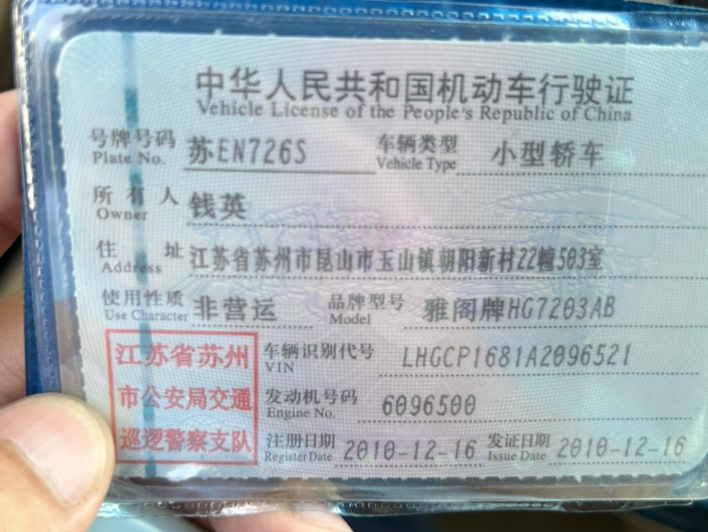 中华人民共和国机动车行驶证
Vehicle License of the People's Republic of China
号牌号码 苏EN726S 车辆类型 小型轿车
Plate No. Vehicle Type
所有人 钱英
Owner
住址 江苏省苏州市昆山市玉山镇朝阳新村22幢503室
Address
使用性质 非营运 品牌型号 雅阁牌HG7203AB
Use Character Model
江苏省苏州 车辆识别代号 LHGCP1681A2096521
VIN
市公安局交通 发动机号码 6096500
Engine No.
巡逻警察支队 注册日期 2010-12-16 发证日期 2010-12-16
Register Date Issue Date